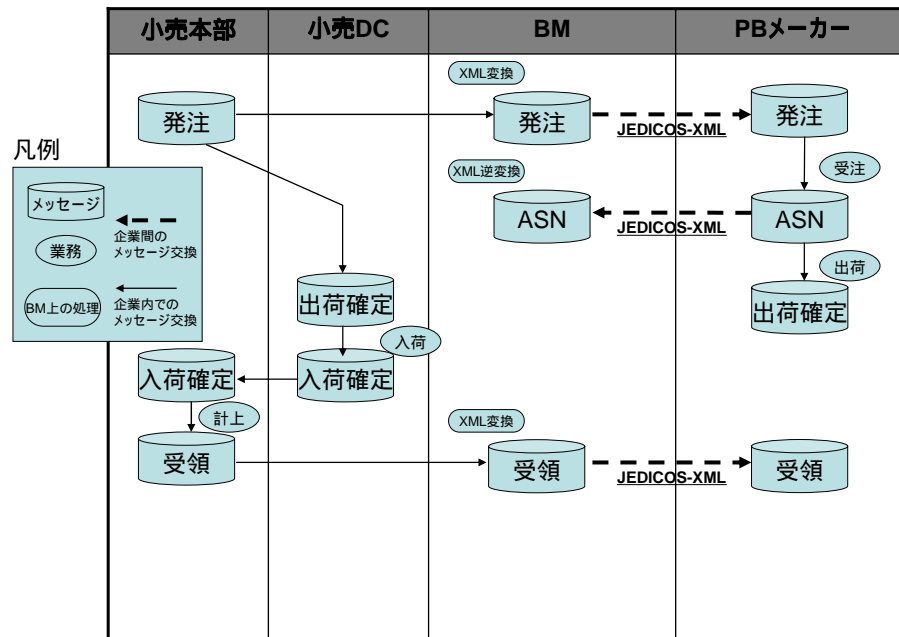 小売本部
小売DC
BM
PBメーカー
XML変換
発注
発注
発注
JEDICOS-XML
凡例
メッセージ
企業間の
メッセージ交換
業務
BM上の処理
企業内での
メッセージ交換
受注
XML逆変換
ASN
ASN
JEDICOS-XML
出荷
出荷確定
出荷確定
入荷
入荷確定
入荷確定
計上
XML変換
受領
受領
受領
JEDICOS-XML